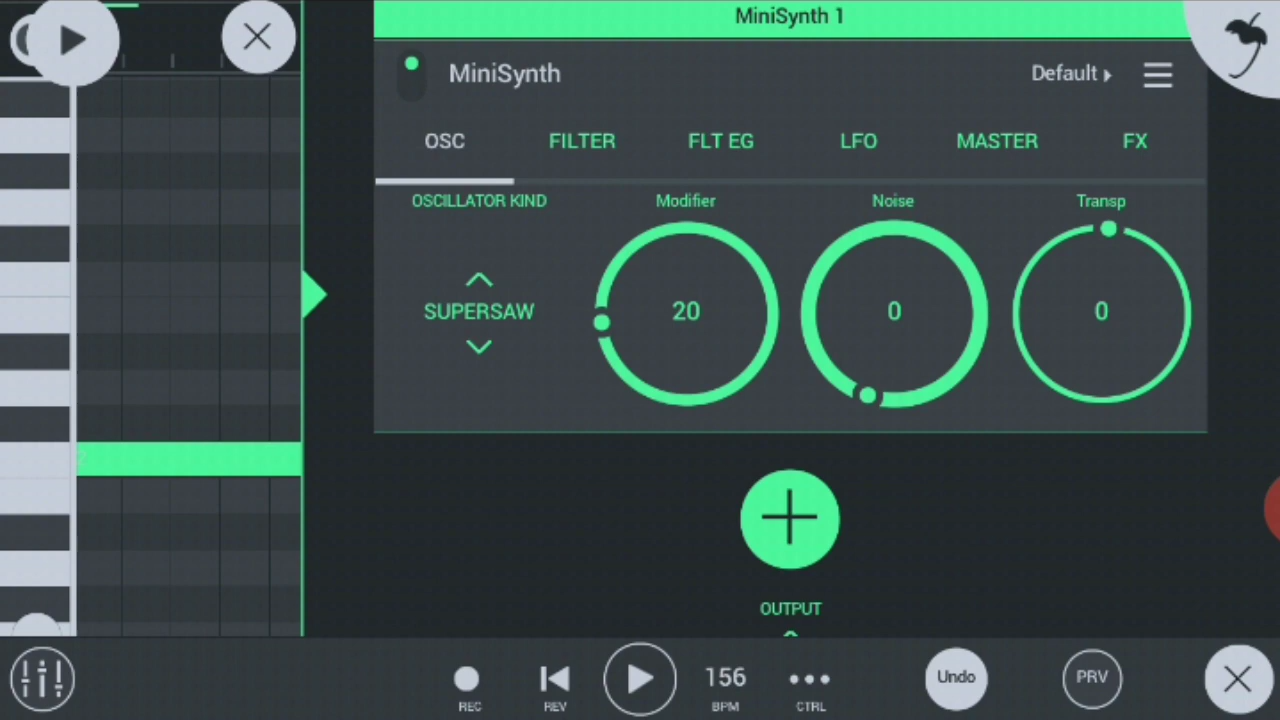 MiniSynth 1
MiniSynth
Default
OSC FILTER FLT EG LFO MASTER FX
OSCILLATOR KIND Modifier Noise Transp
SUPERSAW 20 0 0
OUTPUT
156 Undo PRV
REC REV BPM CTRL